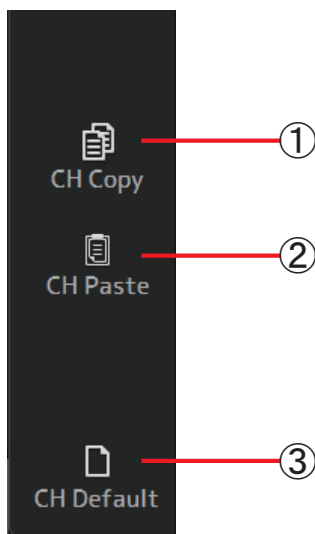 CH Copy
①
CH Paste
②
CH Default
③